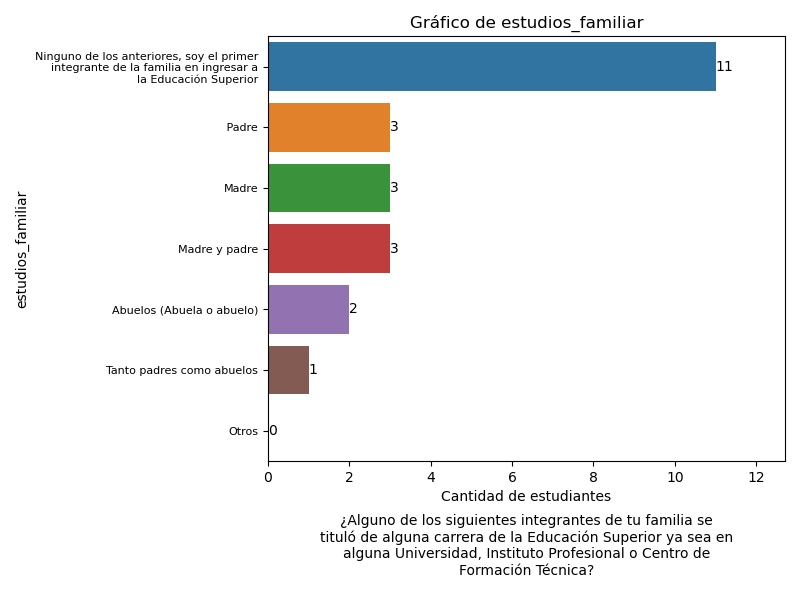 Gráfico de estudios_familiar
Ninguno de los anteriores, soy el primer
integrante de la familia en ingresar a
la Educación Superior
11
Padre
3
Madre
3
Madre y padre
3
Abuelos (Abuela o abuelo)
2
Tanto padres como abuelos
1
Otros
0
estudios_familiar
0 2 4 6 8 10 12
Cantidad de estudiantes
¿Alguno de los siguientes integrantes de tu familia se
tituló de alguna carrera de la Educación Superior ya sea en
alguna Universidad, Instituto Profesional o Centro de
Formación Técnica?